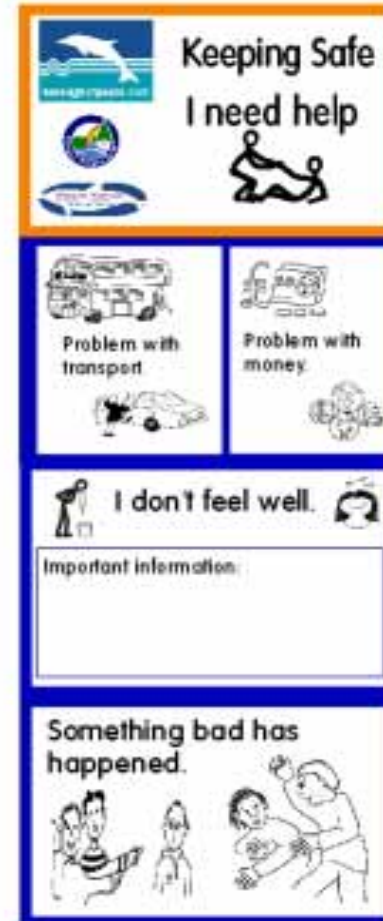 Keeping Safe
I need help
Problem with
transport
Problem with
money.
I don't feel well.
Important information:
Something bad has
happened.